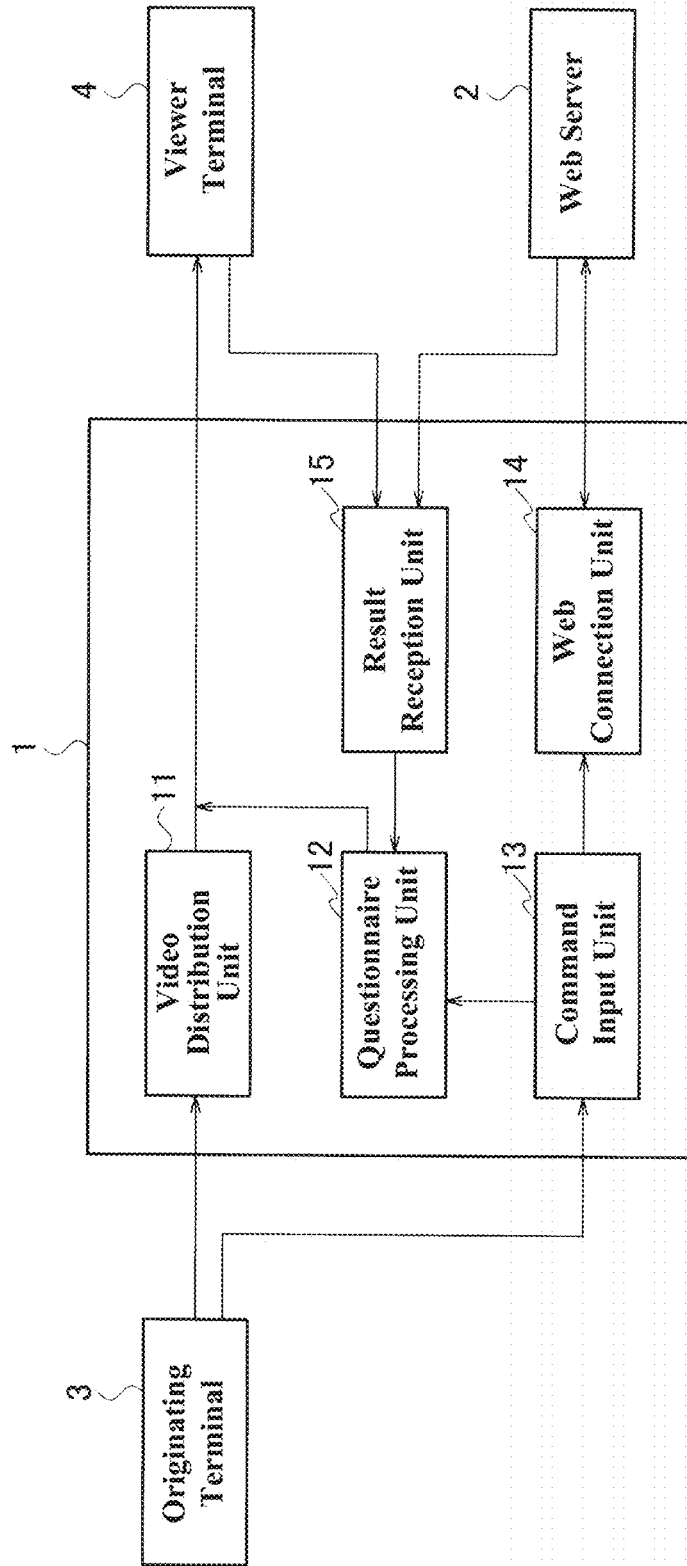 1
3
Originating
Terminal
11
Video
Distribution
Unit
4
Viewer
Terminal
12
Questionnaire
Processing Unit
15
Result
Reception Unit
13
Command
Input Unit
14
Web
Connection Unit
2
Web Server